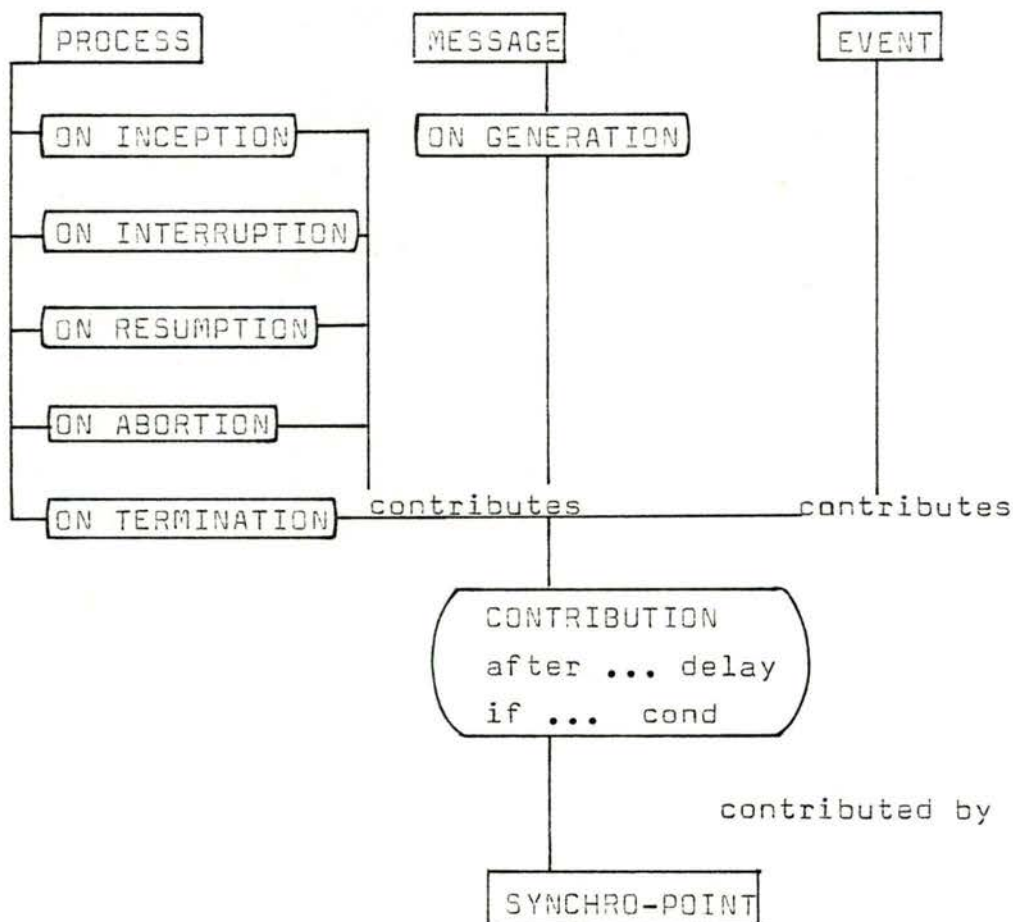 PROCESS MESSAGE EVENT
ON INCEPTION ON GENERATION
ON INTERRUPTION
ON RESUMPTION
ON ABORTION
ON TERMINATION contributes contributes
CONTRIBUTION
after ... delay
if ... cond
contributed by
SYNCHRO-POINT